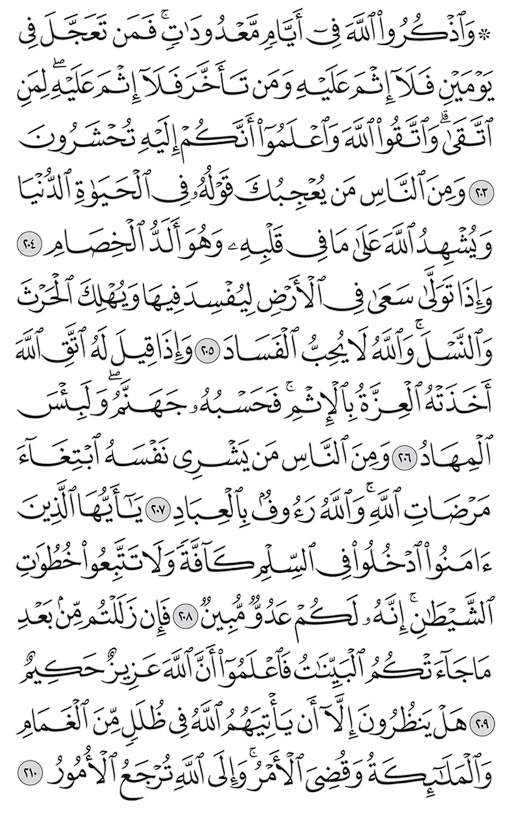 ۞ وَٱذْكُرُوا۟ ٱللَّهَ فِىٓ أَيَّامٍ مَّعْدُودَٰتٍ ۚ فَمَن تَعَجَّلَ فِى
يَوْمَيْنِ فَلَآ إِثْمَ عَلَيْهِ وَمَن تَأَخَّرَ فَلَآ إِثْمَ عَلَيْهِ ۖ لِمَنِ
ٱتَّقَىٰ ۗ وَٱتَّقُوا۟ ٱللَّهَ وَٱعْلَمُوٓا۟ أَنَّكُمْ إِلَيْهِ تُحْشَرُونَ
٢٠٣ وَمِنَ ٱلنَّاسِ مَن يُعْجِبُكَ قَوْلُهُۥ فِى ٱلْحَيَوٰةِ ٱلدُّنْيَا
وَيُشْهِدُ ٱللَّهَ عَلَىٰ مَا فِى قَلْبِهِۦ وَهُوَ أَلَدُّ ٱلْخِصَامِ ٢٠٤
وَإِذَا تَوَلَّىٰ سَعَىٰ فِى ٱلْأَرْضِ لِيُفْسِدَ فِيهَا وَيُهْلِكَ ٱلْحَرْثَ
وَٱلنَّسْلَ ۗ وَٱللَّهُ لَا يُحِبُّ ٱلْفَسَادَ ٢٠٥ وَإِذَا قِيلَ لَهُ ٱتَّقِ ٱللَّهَ
أَخَذَتْهُ ٱلْعِزَّةُ بِٱلْإِثْمِ ۚ فَحَسْبُهُۥ جَهَنَّمُ ۖ وَلَبِئْسَ
ٱلْمِهَادُ ٢٠٦ وَمِنَ ٱلنَّاسِ مَن يَشْرِى نَفْسَهُ ٱبْتِغَآءَ
مَرْضَاتِ ٱللَّهِ ۗ وَٱللَّهُ رَءُوفٌۢ بِٱلْعِبَادِ ٢٠٧ يَٰٓأَيُّهَا ٱلَّذِينَ
ءَامَنُوا۟ ٱدْخُلُوا۟ فِى ٱلسِّلْمِ كَآفَّةً وَلَا تَتَّبِعُوا۟ خُطُوَٰتِ
ٱلشَّيْطَٰنِ ۚ إِنَّهُۥ لَكُمْ عَدُوٌّ مُّبِينٌ ٢٠٨ فَإِن زَلَلْتُم مِّنۢ بَعْدِ
مَا جَآءَتْكُمُ ٱلْبَيِّنَٰتُ فَٱعْلَمُوٓا۟ أَنَّ ٱللَّهَ عَزِيزٌ حَكِيمٌ
٢٠٩ هَلْ يَنظُرُونَ إِلَّآ أَن يَأْتِيَهُمُ ٱللَّهُ فِى ظُلَلٍ مِّنَ ٱلْغَمَامِ
وَٱلْمَلَٰٓئِكَةُ وَقُضِىَ ٱلْأَمْرُ ۚ وَإِلَى ٱللَّهِ تُرْجَعُ ٱلْأُمُورُ ٢١٠